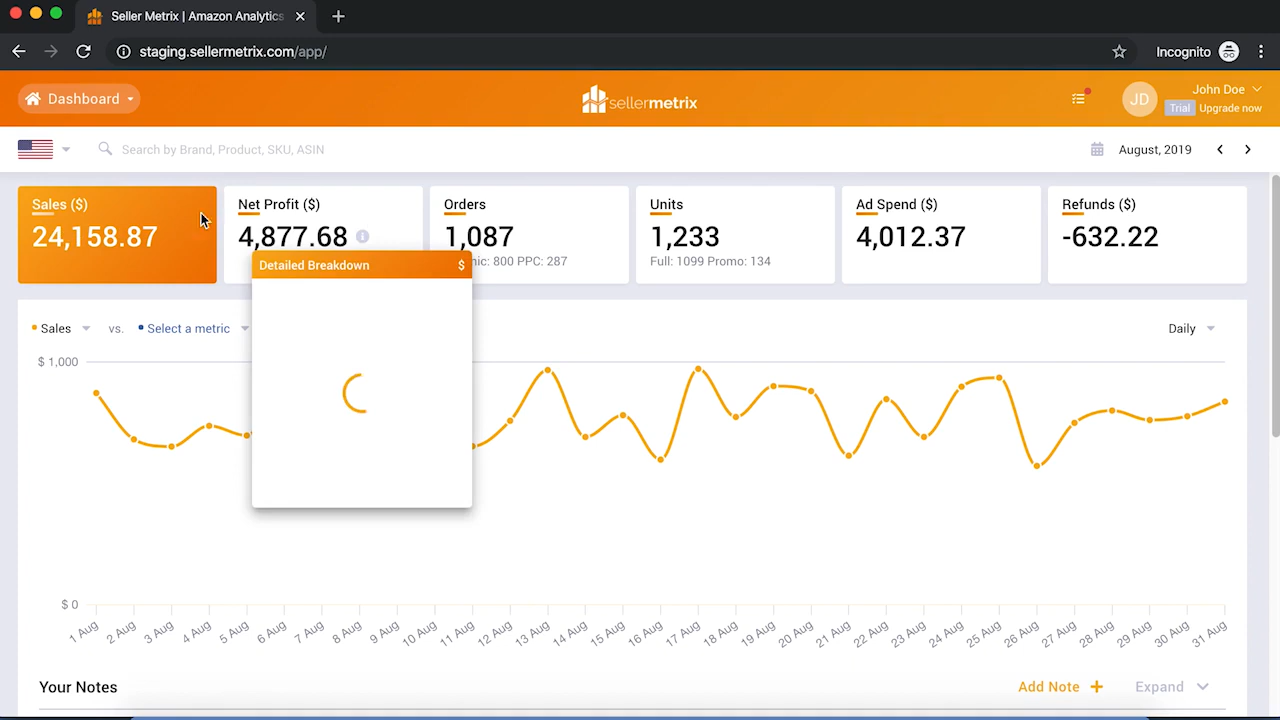 Seller Metrix | Amazon Analytics
staging.sellermetrix.com/app/
Incognito
Dashboard
sellermetrix
JD
John Doe
Trial
Upgrade now
Search by Brand, Product, SKU, ASIN
August, 2019
Sales ($)
24,158.87
Net Profit ($)
4,877.68
Orders
1,087
800 PPC: 287
Units
1,233
Full: 1099 Promo: 134
Ad Spend ($)
4,012.37
Refunds ($)
-632.22
Detailed Breakdown $
Sales vs. Select a metric
Daily
$ 1,000
$ 0
1 Aug
2 Aug
3 Aug
4 Aug
5 Aug
6 Aug
7 Aug
8 Aug
9 Aug
10 Aug
11 Aug
12 Aug
13 Aug
14 Aug
15 Aug
16 Aug
17 Aug
18 Aug
19 Aug
20 Aug
21 Aug
22 Aug
23 Aug
24 Aug
25 Aug
26 Aug
27 Aug
28 Aug
29 Aug
30 Aug
31 Aug
Your Notes
Add Note +
Expand